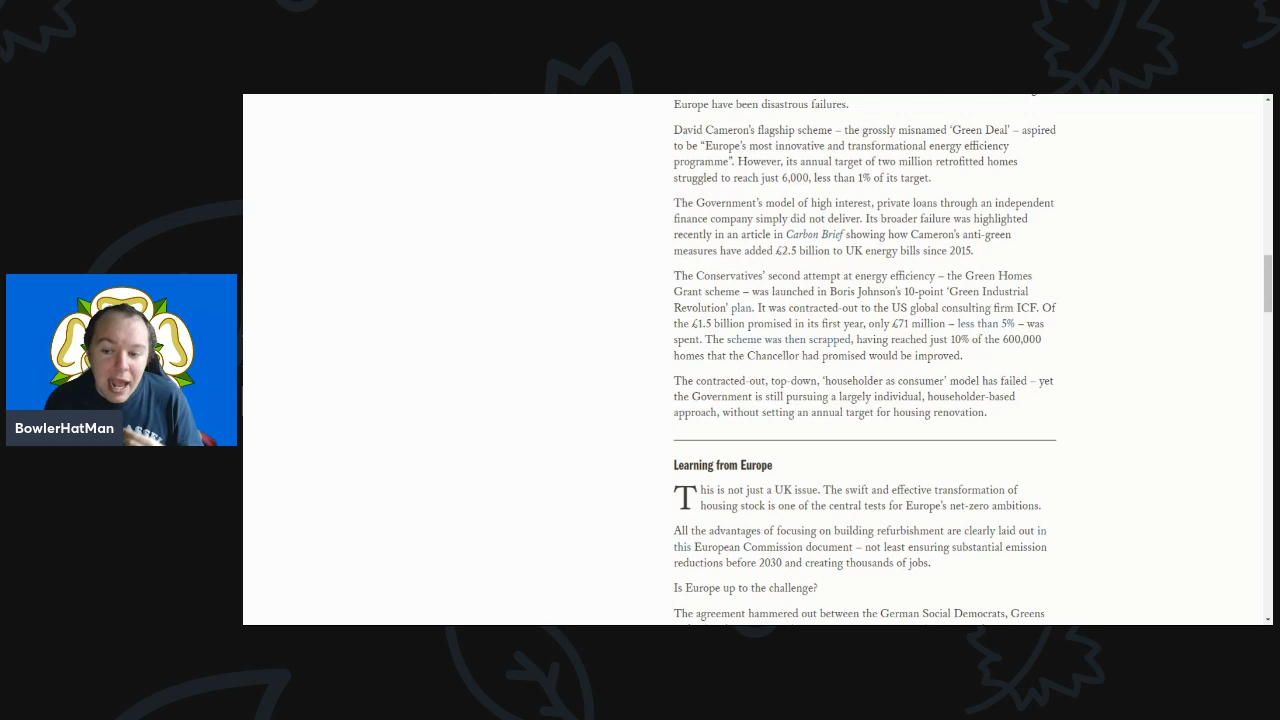 Europe have been disastrous failures.
David Cameron's flagship scheme – the grossly misnamed 'Green Deal' – aspired
to be “Europe's most innovative and transformational energy efficiency
programme”. However, its annual target of two million retrofitted homes
struggled to reach just 6,000, less than 1% of its target.
The Government's model of high interest, private loans through an independent
finance company simply did not deliver. Its broader failure was highlighted
recently in an article in Carbon Brief showing how Cameron's anti-green
measures have added £2.5 billion to UK energy bills since 2015.
The Conservatives' second attempt at energy efficiency – the Green Homes
Grant scheme – was launched in Boris Johnson's 10-point 'Green Industrial
Revolution' plan. It was contracted-out to the US global consulting firm ICF. Of
the £1.5 billion promised in its first year, only £71 million – less than 5% – was
spent. The scheme was then scrapped, having reached just 10% of the 600,000
homes that the Chancellor had promised would be improved.
The contracted-out, top-down, 'householder as consumer' model has failed – yet
the Government is still pursuing a largely individual, householder-based
approach, without setting an annual target for housing renovation.
Learning from Europe
This is not just a UK issue. The swift and effective transformation of
housing stock is one of the central tests for Europe's net-zero ambitions.
All the advantages of focusing on building refurbishment are clearly laid out in
this European Commission document – not least ensuring substantial emission
reductions before 2030 and creating thousands of jobs.
Is Europe up to the challenge?
The agreement hammered out between the German Social Democrats, Greens
BowlerHatMan